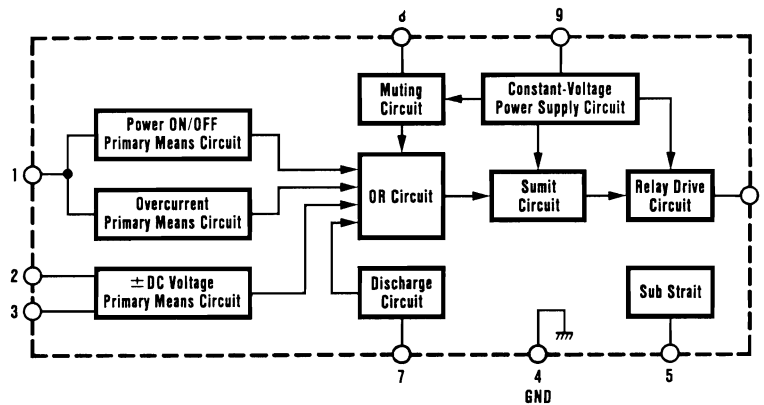 8
9
Muting
Circuit
Constant-Voltage
Power Supply Circuit
Power ON/OFF
Primary Means Circuit
1
OR Circuit
Sumit
Circuit
Relay Drive
Circuit
Overcurrent
Primary Means Circuit
2
±DC Voltage
Primary Means Circuit
3
Discharge
Circuit
Sub Strait
7
4
5
GND